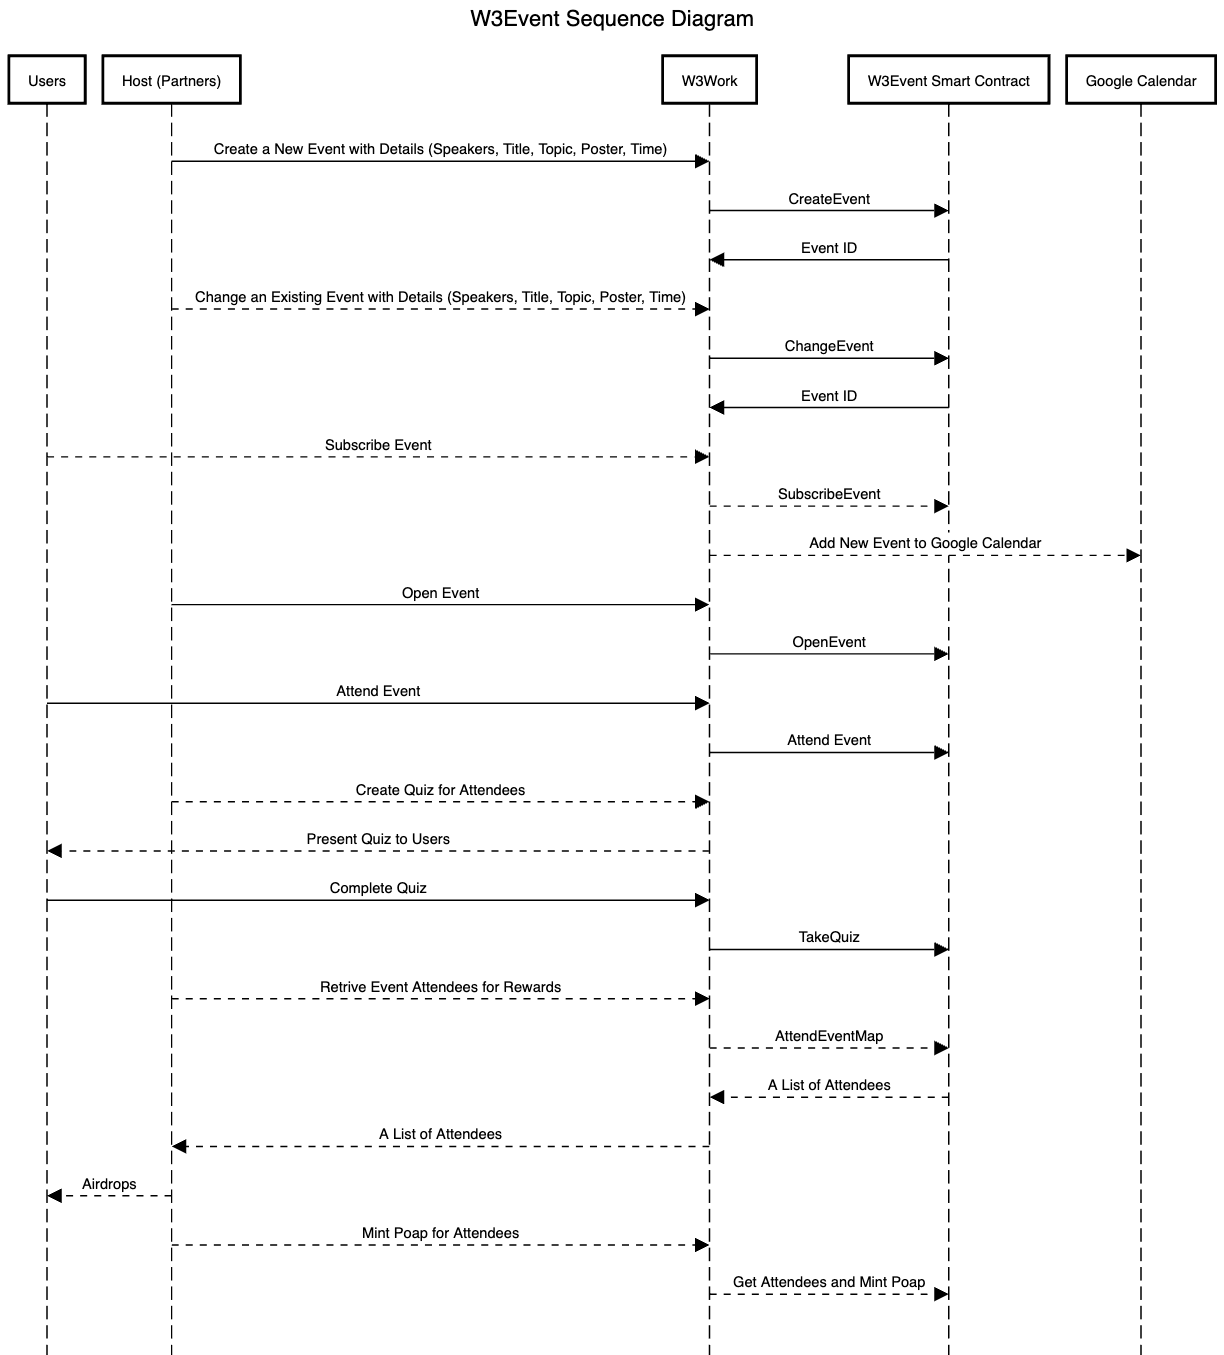 W3Event Sequence Diagram
Users
Host (Partners)
W3Work
W3Event Smart Contract
Google Calendar
Create a New Event with Details (Speakers, Title, Topic, Poster, Time)
CreateEvent
Event ID
Change an Existing Event with Details (Speakers, Title, Topic, Poster, Time)
ChangeEvent
Event ID
Subscribe Event
SubscribeEvent
Add New Event to Google Calendar
Open Event
OpenEvent
Attend Event
Attend Event
Create Quiz for Attendees
Present Quiz to Users
Complete Quiz
TakeQuiz
Retrive Event Attendees for Rewards
AttendEventMap
A List of Attendees
A List of Attendees
Airdrops
Mint Poap for Attendees
Get Attendees and Mint Poap